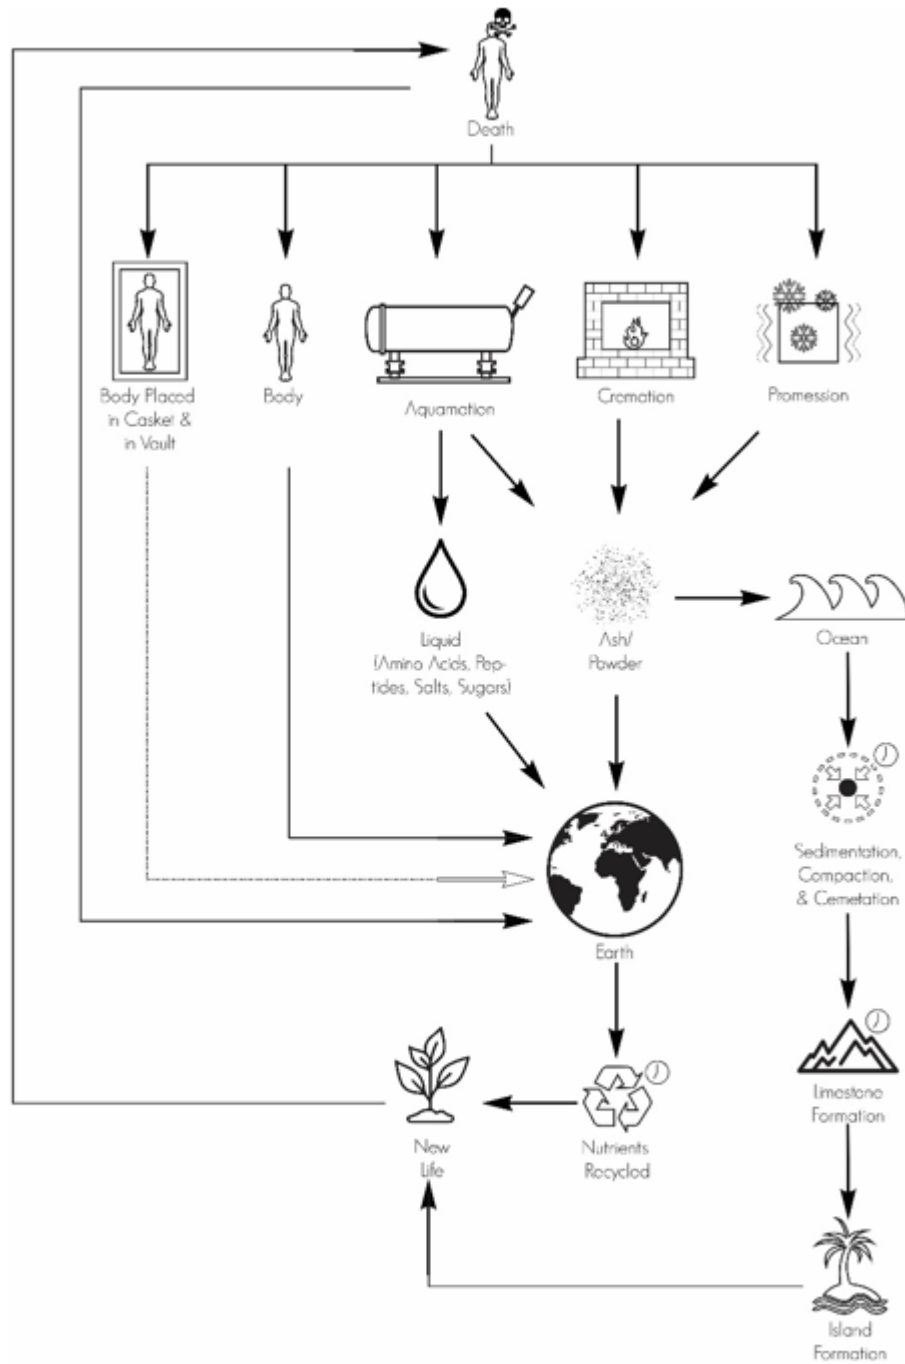 Death
Body Placed
in Casket &
in Vault
Body
Aquamation
Cremation
Promession
Liquid
(Amino Acids, Pep-
tides, Salts, Sugars)
Ash/
Powder
Ocean
Sedimentation,
Compaction,
& Cemetation
Earth
Limestone
Formation
New
Life
Nutrients
Recycled
Island
Formation